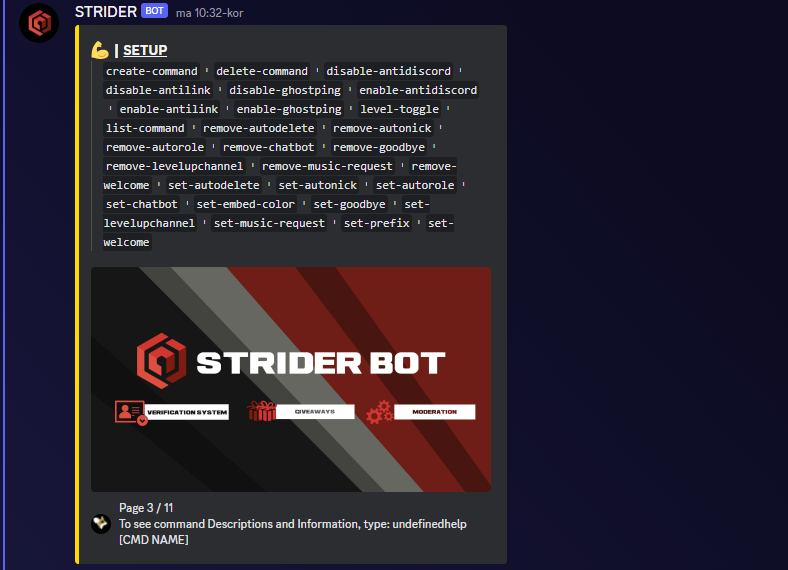 STRIDER BOT ma 10:32-kor
💪 | SETUP
create-command ' delete-command ' disable-antidiscord '
disable-antilink ' disable-ghostping ' enable-antidiscord
' enable-antilink ' enable-ghostping ' level-toggle '
list-command ' remove-autodelete ' remove-autonick '
remove-autorole ' remove-chatbot ' remove-goodbye '
remove-levelupchannel ' remove-music-request ' remove-
welcome ' set-autodelete ' set-autonick ' set-autorole '
set-chatbot ' set-embed-color ' set-goodbye ' set-
levelupchannel ' set-music-request ' set-prefix ' set-
welcome
STRIDER BOT
VERIFICATION SYSTEM GIVEAWAYS MODERATION
Page 3 / 11
To see command Descriptions and Information, type: undefinedhelp
[CMD NAME]